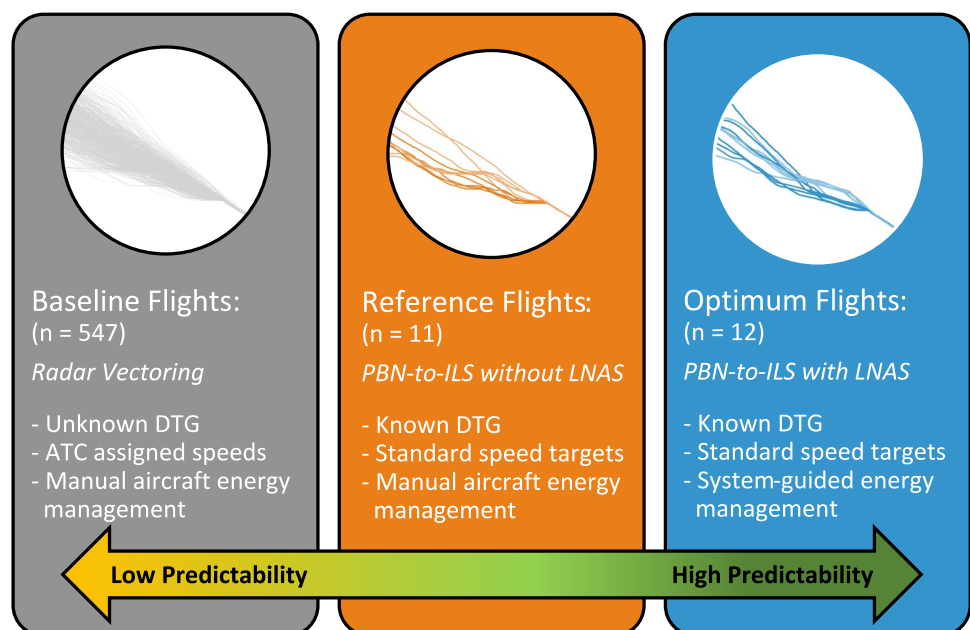 Baseline Flights:
(n = 547)
Radar Vectoring
- Unknown DTG
- ATC assigned speeds
- Manual aircraft energy
management
Reference Flights:
(n = 11)
PBN-to-ILS without LNAS
- Known DTG
- Standard speed targets
- Manual aircraft energy
management
Optimum Flights:
(n = 12)
PBN-to-ILS with LNAS
- Known DTG
- Standard speed targets
- System-guided energy
management
Low Predictability
High Predictability